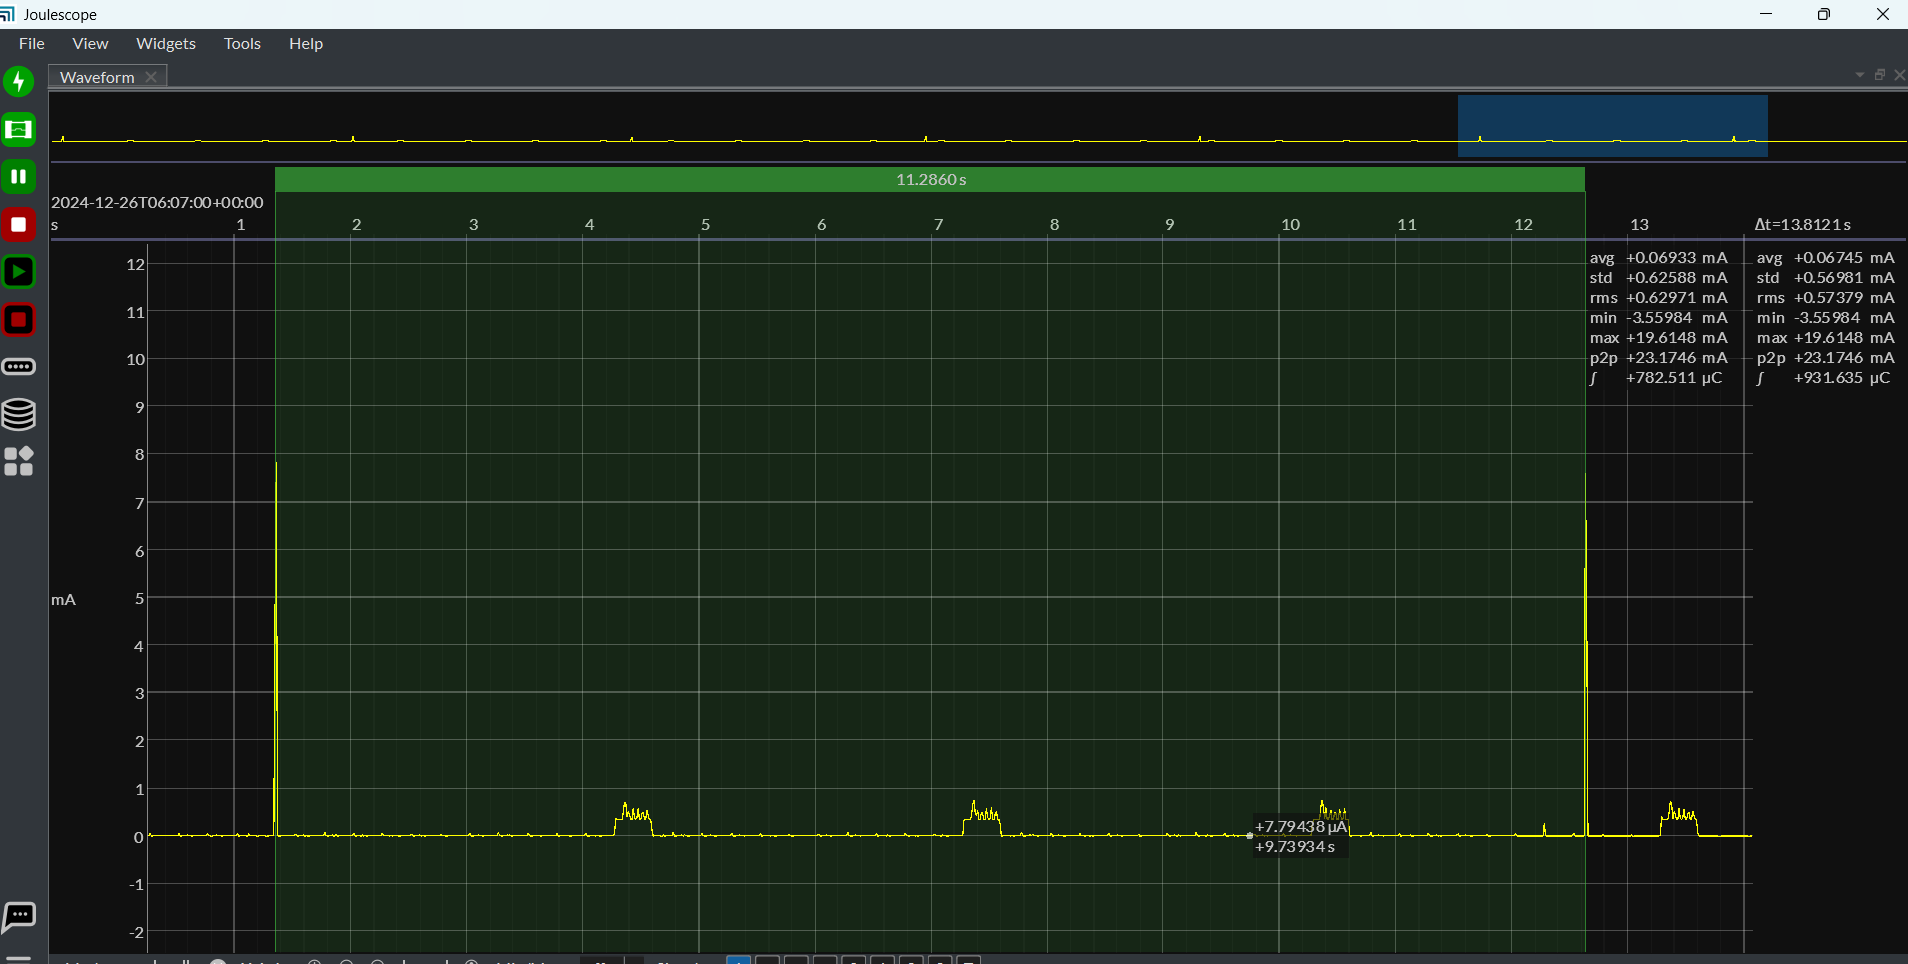 Joulescope
File View Widgets Tools Help
Waveform
11.2860 s
2024-12-26T06:07:00+00:00
s 1 2 3 4 5 6 7 8 9 10 11 12 13 Δt=13.8121 s
12
11
10
9
8
7
6
5
4
3
2
1
0
-1
-2
mA
avg +0.06933 mA
std +0.62588 mA
rms +0.62971 mA
min -3.55984 mA
max +19.6148 mA
p2p +23.1746 mA
∫ +782.511 µC
avg +0.06745 mA
std +0.56981 mA
rms +0.57379 mA
min -3.55984 mA
max +19.6148 mA
p2p +23.1746 mA
∫ +931.635 µC
+7.79438 µA
+9.73934 s